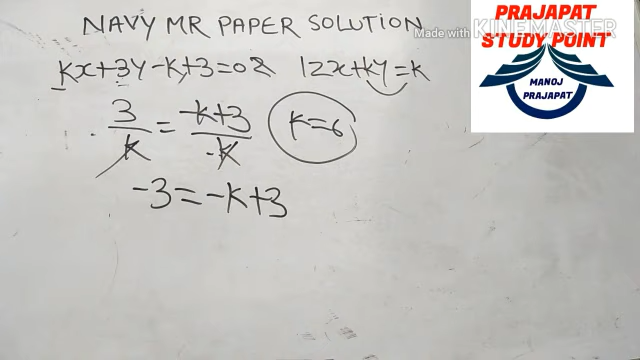 NAVY MR PAPER SOLUTION
Made with KINEMASTER
PRAJAPAT
STUDY POINT
MANOJ
PRAJAPAT
kx+3y-k+3=0 & 12x+ky=k
3/k = -k+3/-k k=6
-3=-k+3